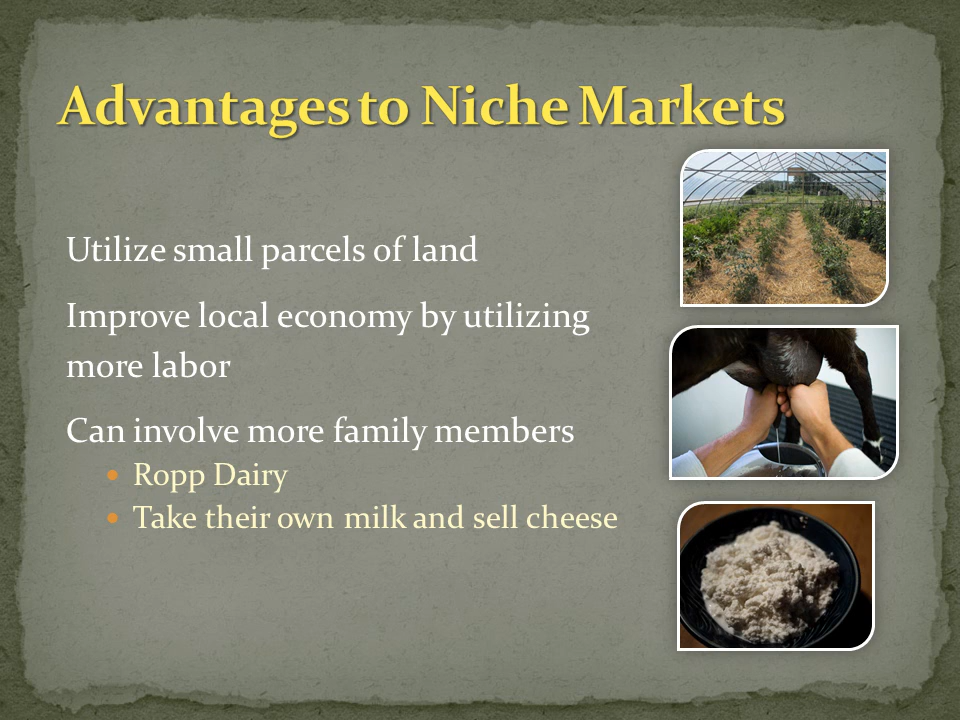 Advantages to Niche Markets
Utilize small parcels of land
Improve local economy by utilizing
more labor
Can involve more family members
• Ropp Dairy
• Take their own milk and sell cheese